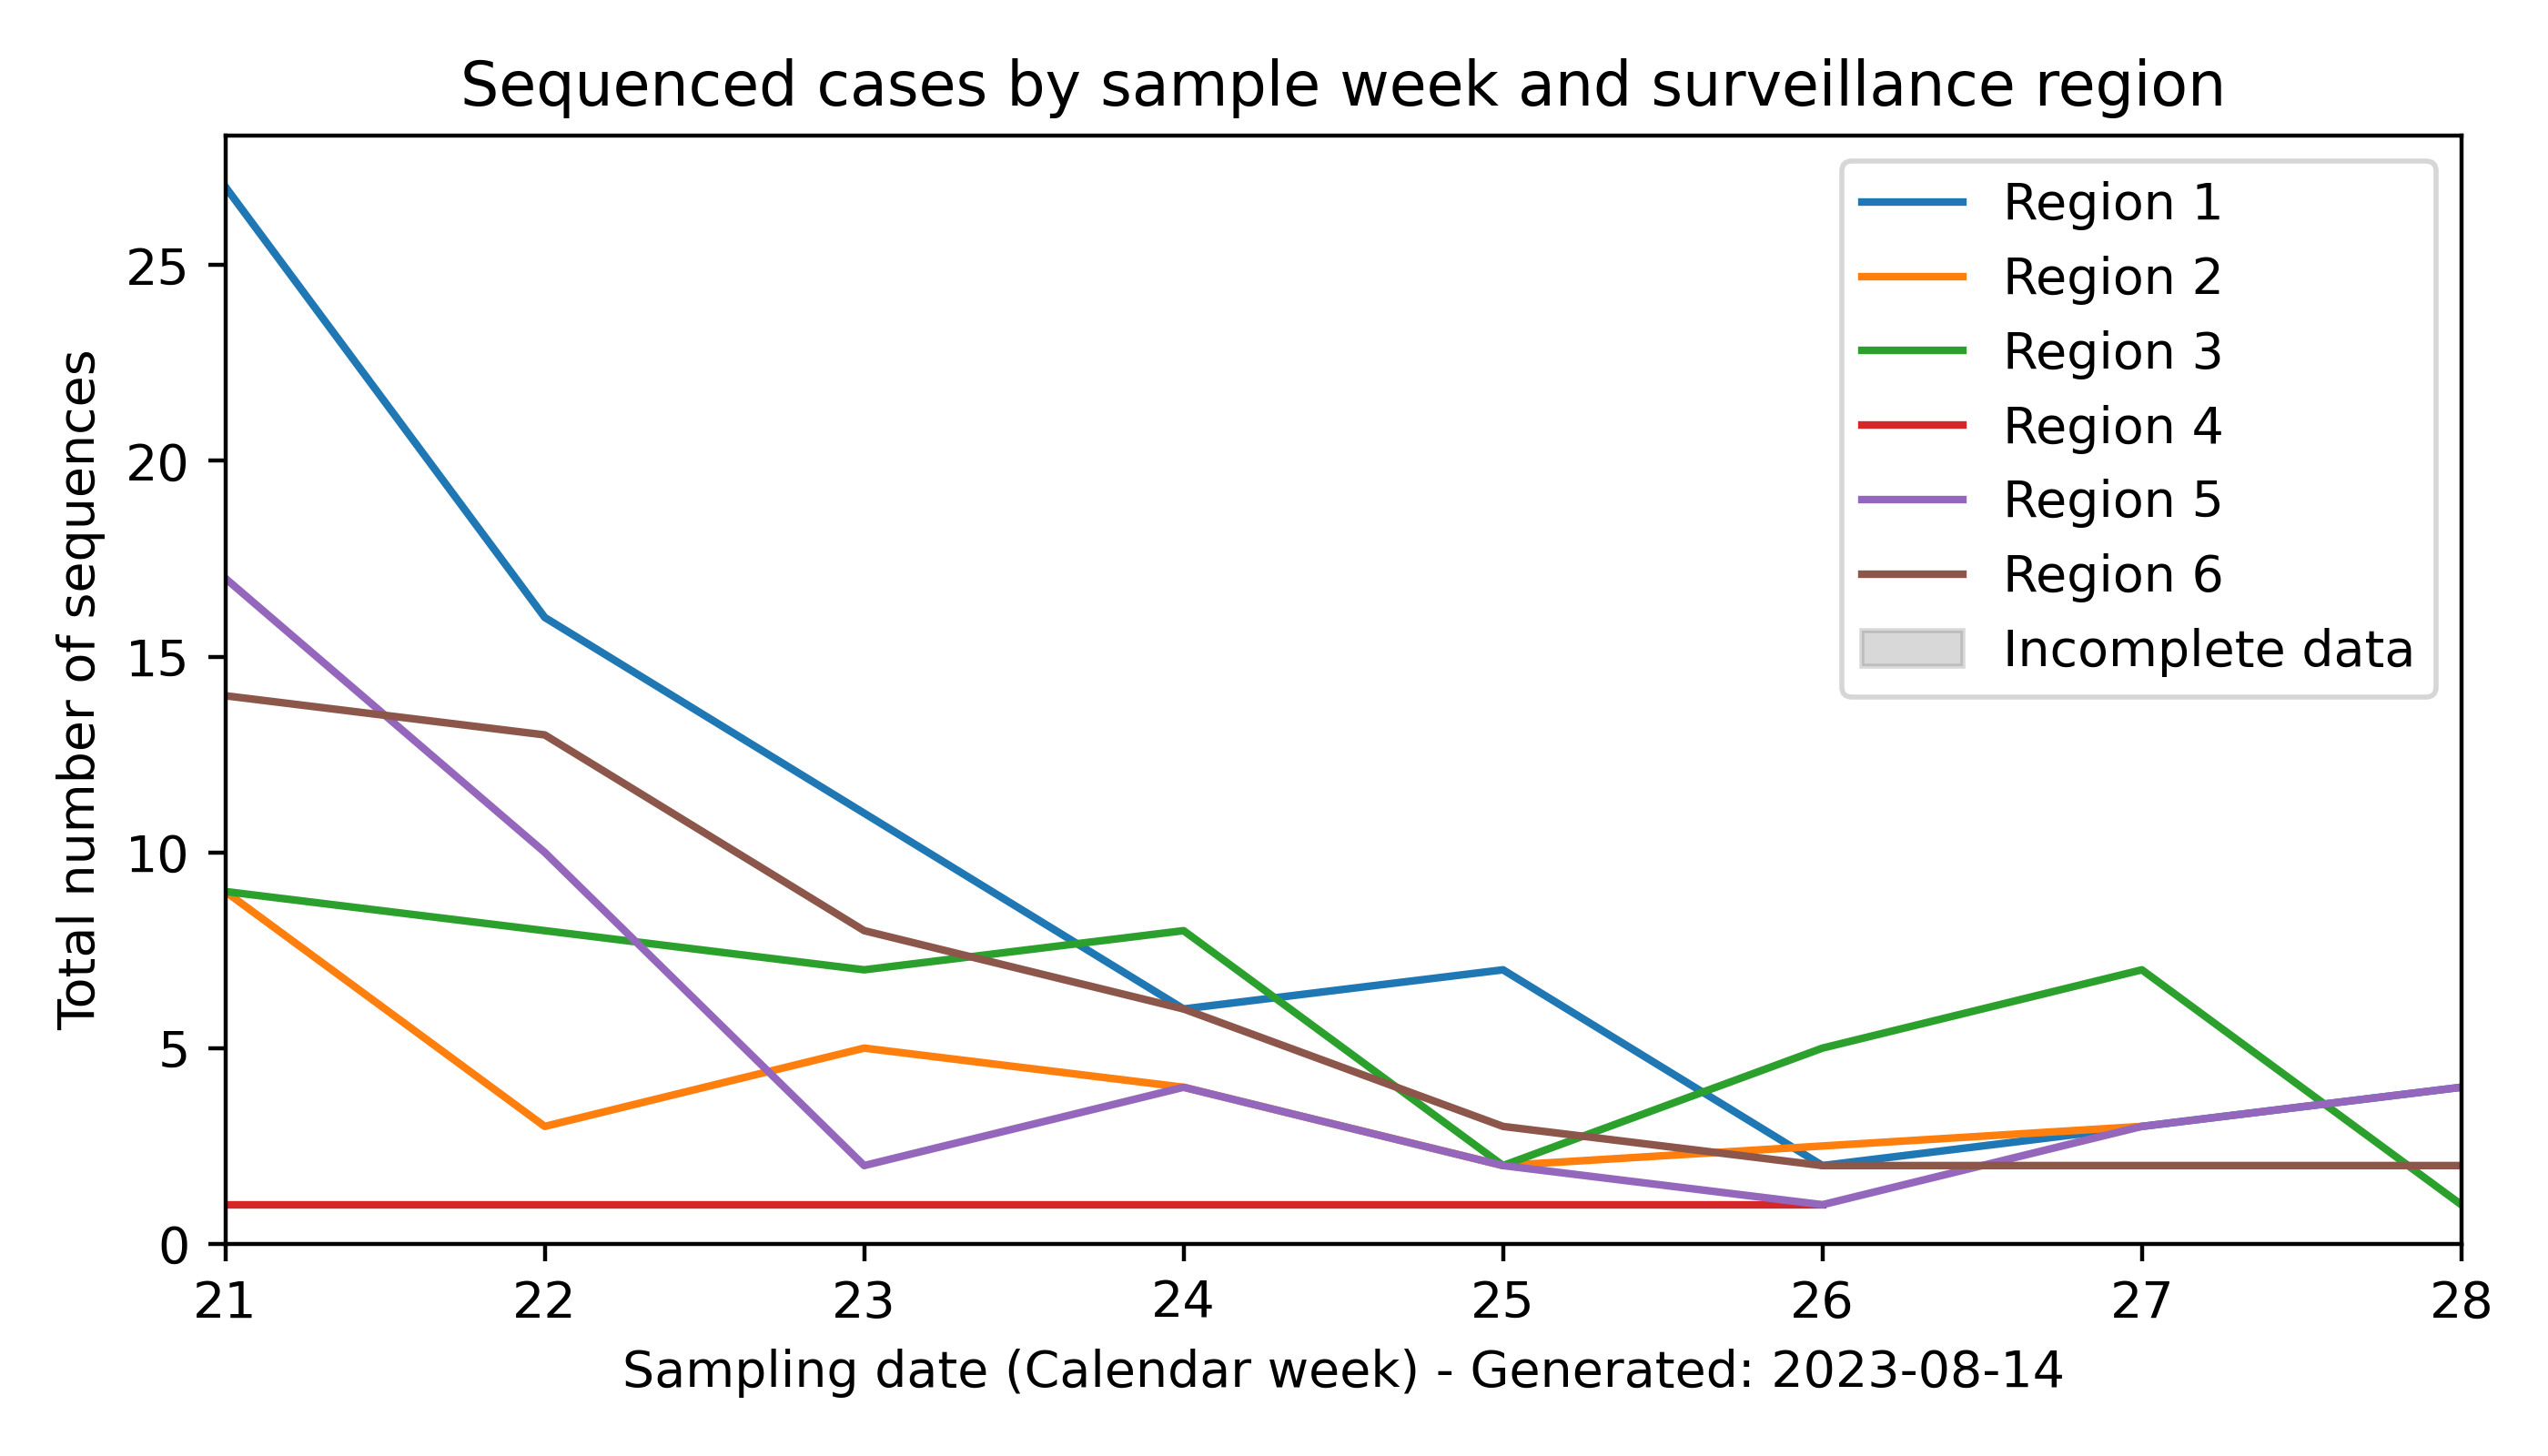 Sequenced cases by sample week and surveillance region
Total number of sequences
25
20
15
10
5
0
21 22 23 24 25 26 27 28
Sampling date (Calendar week) - Generated: 2023-08-14
Region 1
Region 2
Region 3
Region 4
Region 5
Region 6
Incomplete data